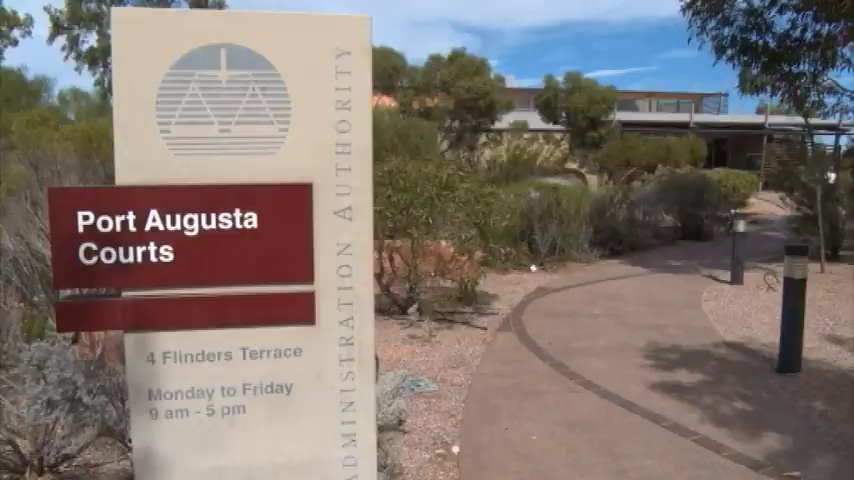 Port Augusta
Courts
4 Flinders Terrace
Monday to Friday
9 am - 5 pm
ADMINISTRATION AUTHORITY